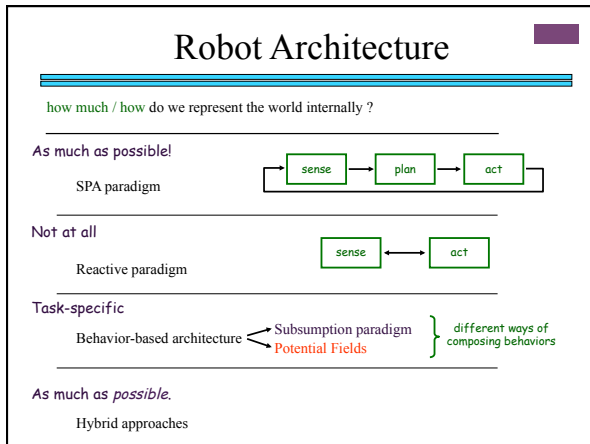 Robot Architecture
how much / how do we represent the world internally ?
As much as possible!
sense plan act
SPA paradigm
Not at all
sense act
Reactive paradigm
Task-specific
Behavior-based architecture
Subsumption paradigm
Potential Fields
different ways of
composing behaviors
As much as possible.
Hybrid approaches